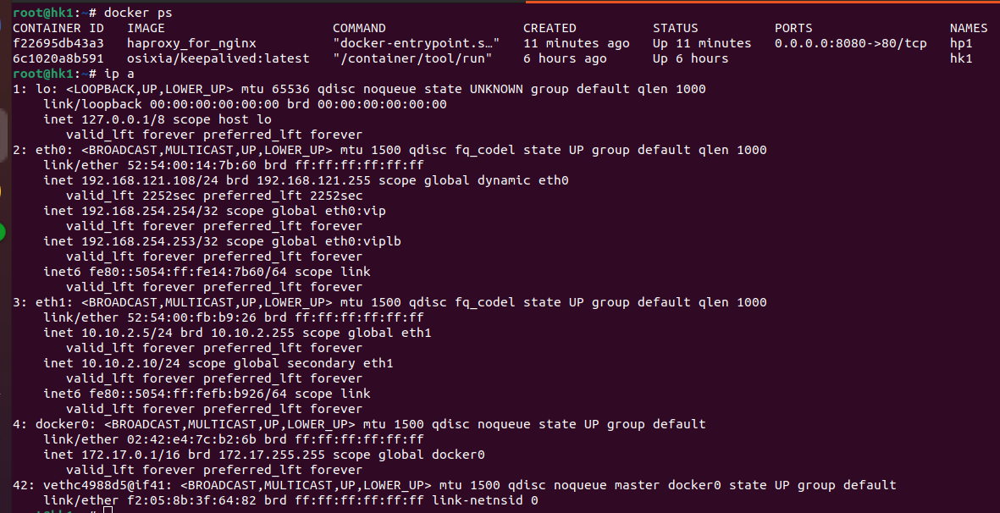 root@hk1:~# docker ps
CONTAINER ID   IMAGE                      COMMAND                  CREATED          STATUS          PORTS                  NAMES
f22695db43a3   haproxy_for_nginx          "docker-entrypoint.s…"   11 minutes ago   Up 11 minutes   0.0.0.0:8080->80/tcp   hp1
6c1020a8b591   osixia/keepalived:latest   "/container/tool/run"    6 hours ago      Up 6 hours                             hk1
root@hk1:~# ip a
1: lo: <LOOPBACK,UP,LOWER_UP> mtu 65536 qdisc noqueue state UNKNOWN group default qlen 1000
    link/loopback 00:00:00:00:00:00 brd 00:00:00:00:00:00
    inet 127.0.0.1/8 scope host lo
       valid_lft forever preferred_lft forever
2: eth0: <BROADCAST,MULTICAST,UP,LOWER_UP> mtu 1500 qdisc fq_codel state UP group default qlen 1000
    link/ether 52:54:00:14:7b:60 brd ff:ff:ff:ff:ff:ff
    inet 192.168.121.108/24 brd 192.168.121.255 scope global dynamic eth0
       valid_lft 2252sec preferred_lft 2252sec
    inet 192.168.254.254/32 scope global eth0:vip
       valid_lft forever preferred_lft forever
    inet 192.168.254.253/32 scope global eth0:viplb
       valid_lft forever preferred_lft forever
    inet6 fe80::5054:ff:fe14:7b60/64 scope link
       valid_lft forever preferred_lft forever
3: eth1: <BROADCAST,MULTICAST,UP,LOWER_UP> mtu 1500 qdisc fq_codel state UP group default qlen 1000
    link/ether 52:54:00:fb:b9:26 brd ff:ff:ff:ff:ff:ff
    inet 10.10.2.5/24 brd 10.10.2.255 scope global eth1
       valid_lft forever preferred_lft forever
    inet 10.10.2.10/24 scope global secondary eth1
       valid_lft forever preferred_lft forever
    inet6 fe80::5054:ff:fefb:b926/64 scope link
       valid_lft forever preferred_lft forever
4: docker0: <BROADCAST,MULTICAST,UP,LOWER_UP> mtu 1500 qdisc noqueue state UP group default
    link/ether 02:42:e4:7c:b2:6b brd ff:ff:ff:ff:ff:ff
    inet 172.17.0.1/16 brd 172.17.255.255 scope global docker0
       valid_lft forever preferred_lft forever
42: vethc4988d5@if41: <BROADCAST,MULTICAST,UP,LOWER_UP> mtu 1500 qdisc noqueue master docker0 state UP group default
    link/ether f2:05:8b:3f:64:82 brd ff:ff:ff:ff:ff:ff link-netnsid 0